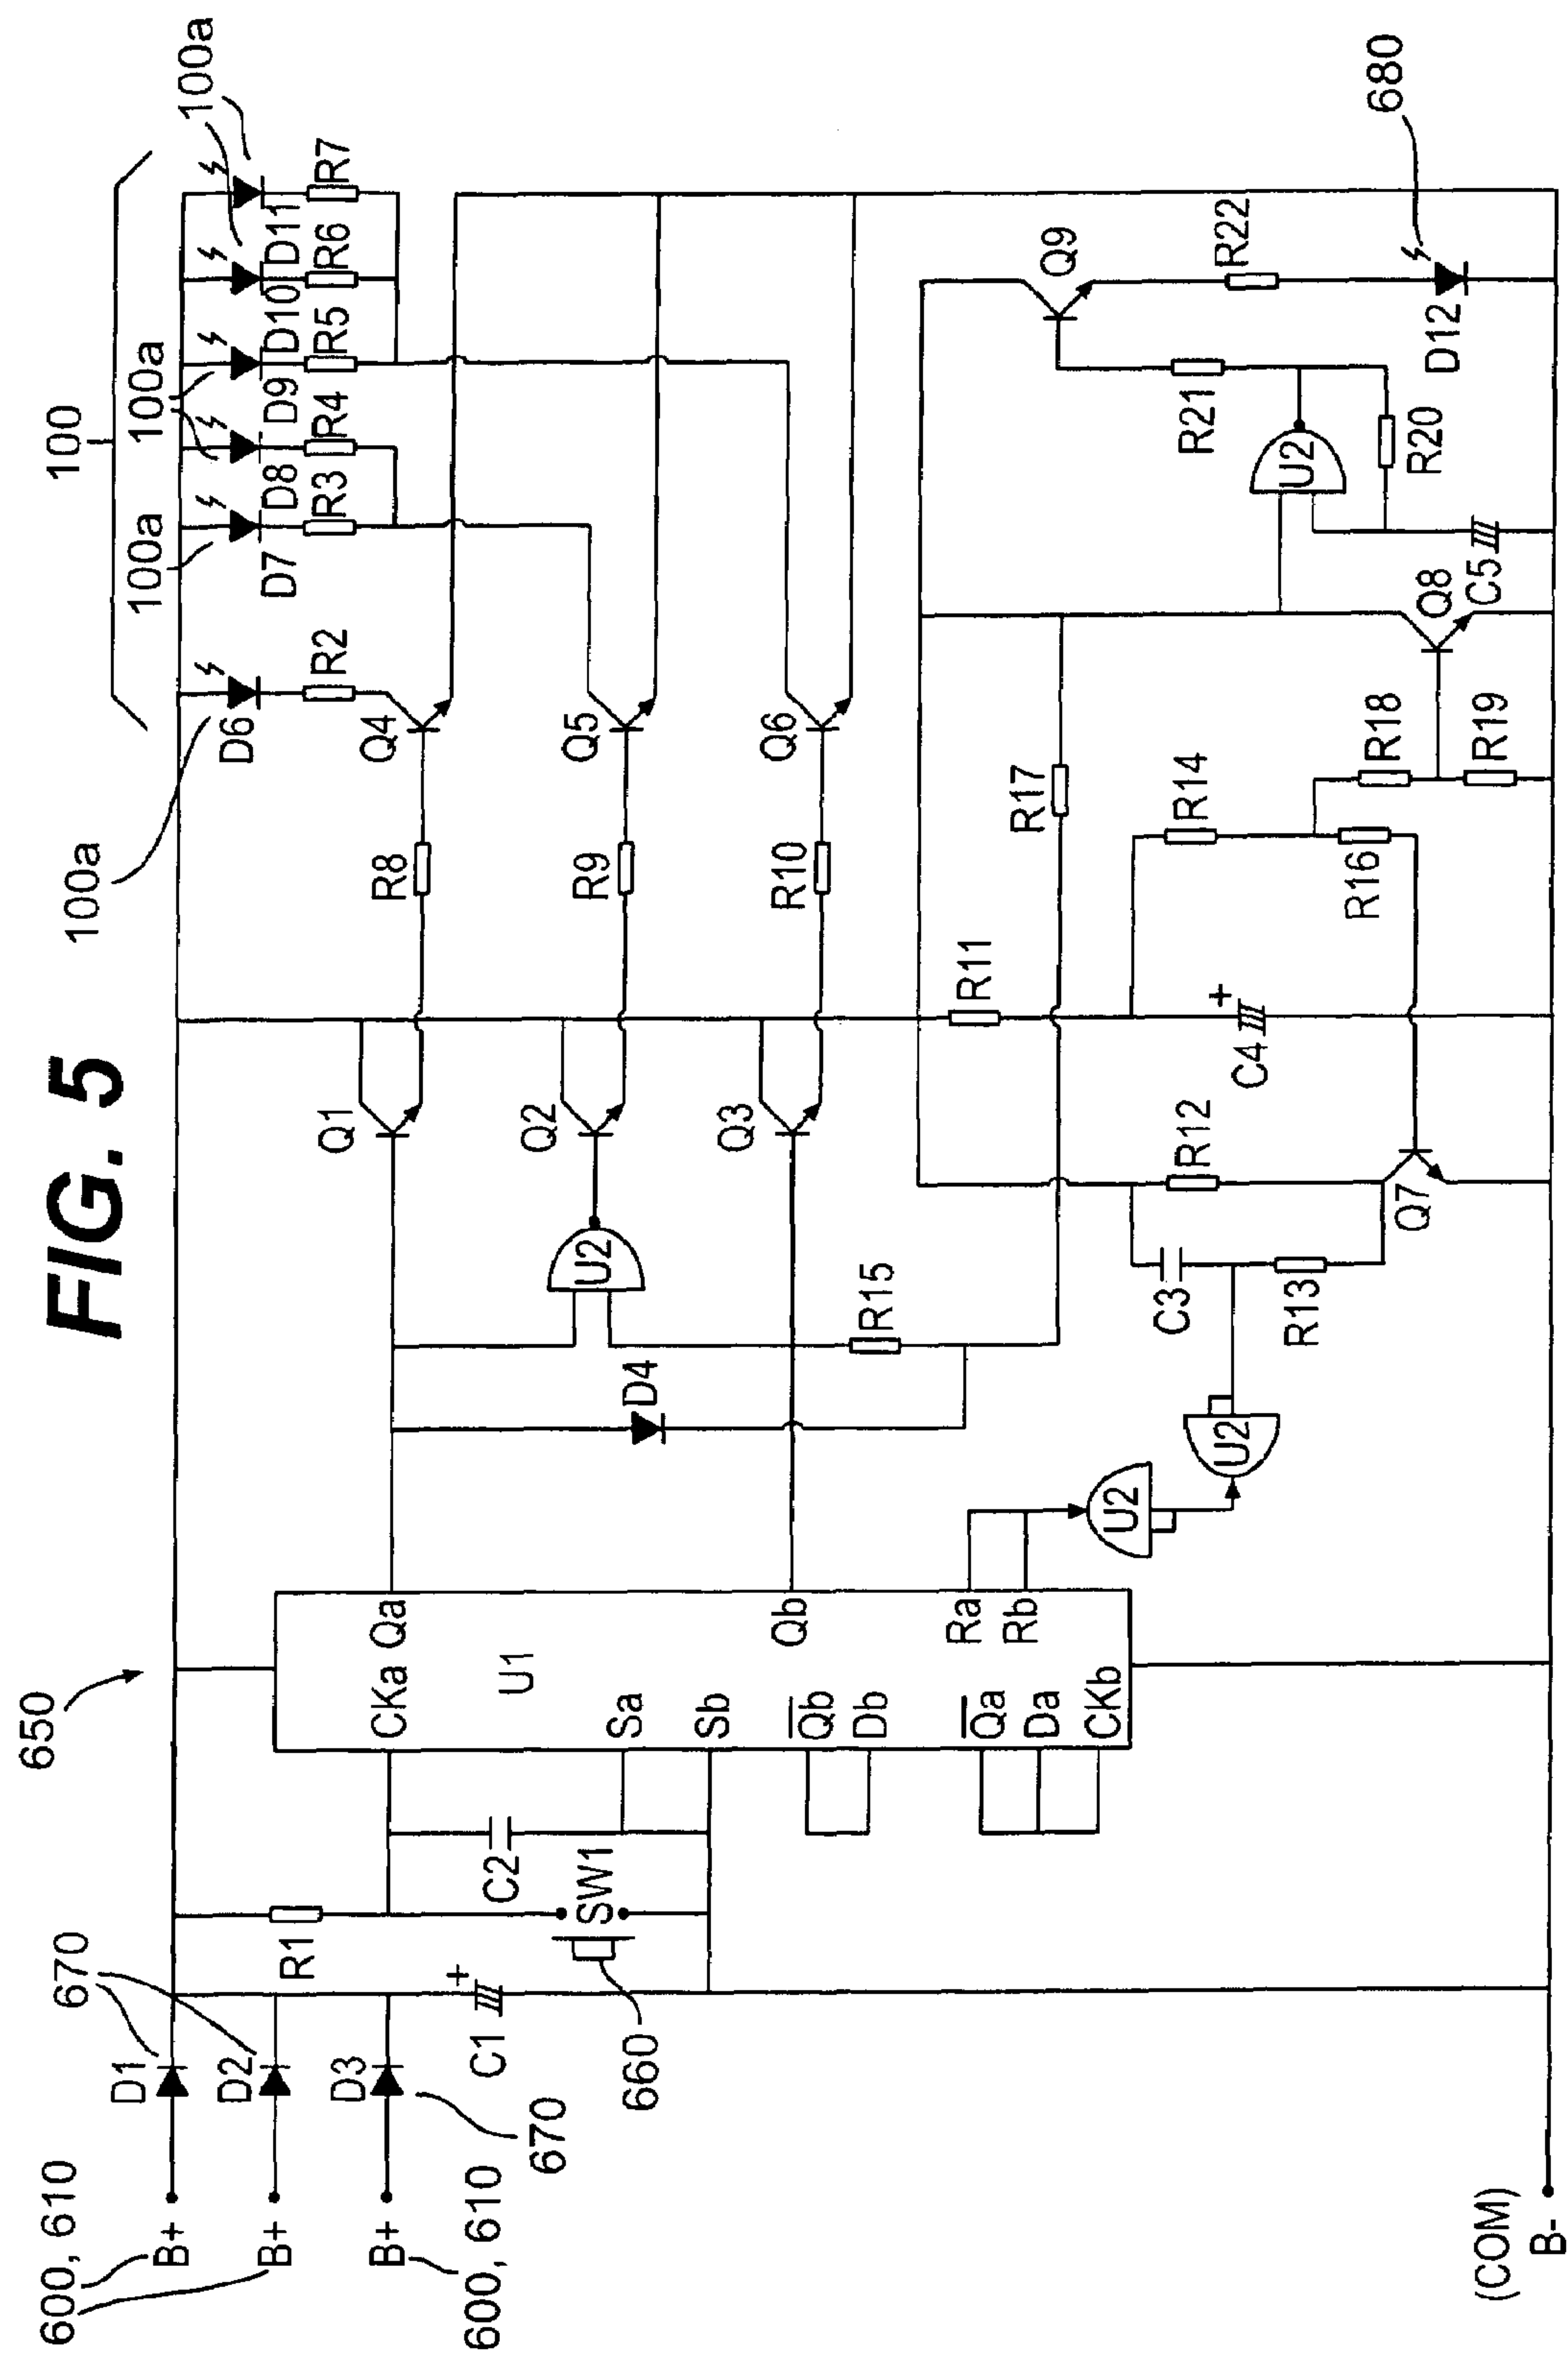 FIG. 5
100
100a
100a
100a
100a
D6
R2
D7
R3
D8
R4
D9
R5
D10
R6
D11
R7
650
600, 610
B+
D1
670
B+
D2
B+
D3
600, 610
670
R1
C1
+
C2
SW1
660
CKa
Qa
U1
Sa
Sb
Qb
Qb
Db
Qa
Da
CKb
Ra
Rb
D4
R15
U2
U2
U2
Q1
Q2
Q3
R8
R9
R10
Q4
Q5
Q6
R11
R17
R12
C3
R13
Q7
C4
+
R14
R16
R18
R19
Q8
C5
U2
R20
R21
Q9
R22
D12
680
(COM)
B-